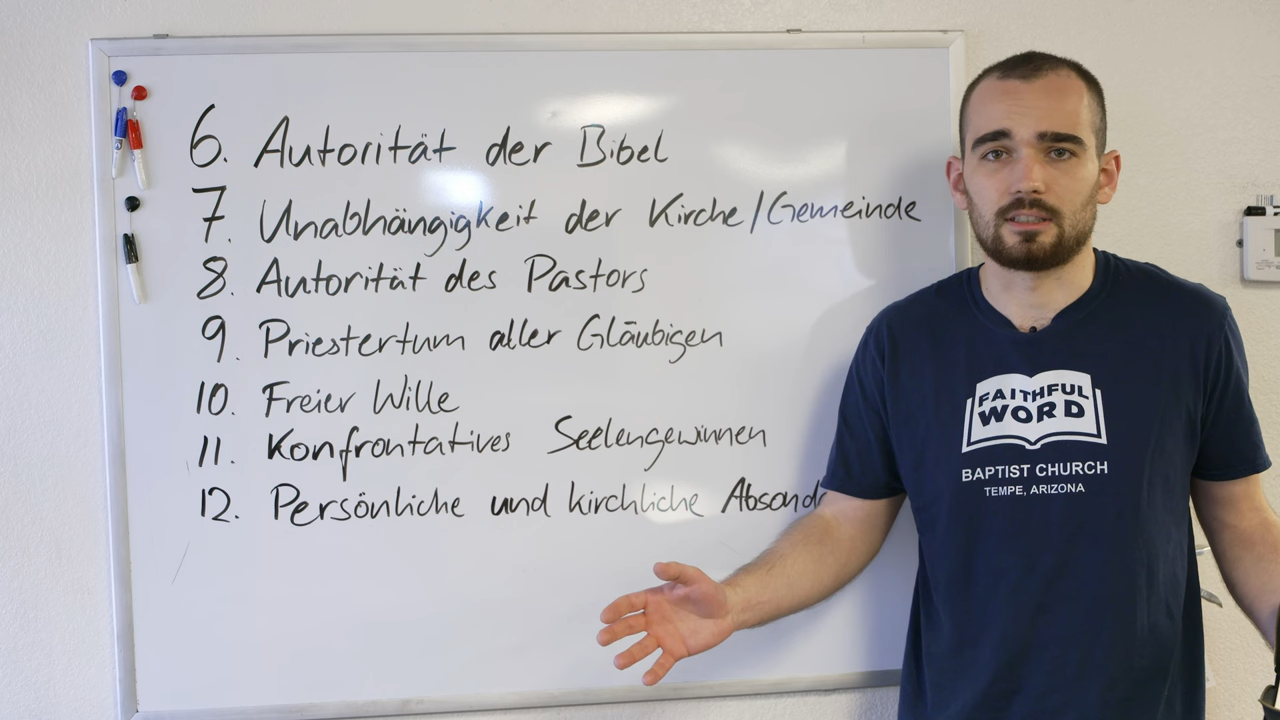 6. Autorität der Bibel
7. Unabhängigkeit der Kirche/Gemeinde
8. Autorität des Pastors
9. Priestertum aller Gläubigen
10. Freier Wille
11. Konfrontatives Seelengewinnen
12. Persönliche und kirchliche
FAITHFUL
WORD
BAPTIST CHURCH
TEMPE, ARIZONA